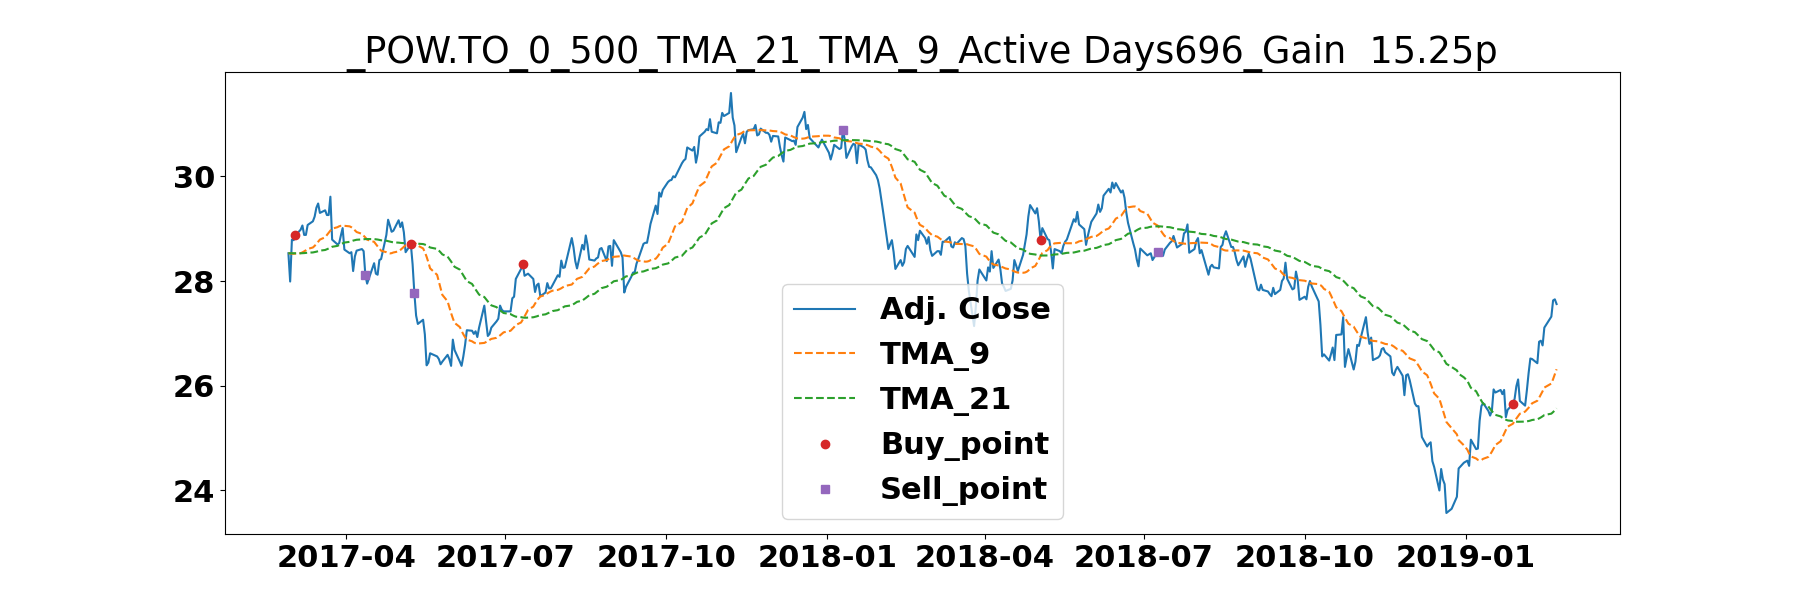 _POW.TO_0_500_TMA_21_TMA_9_Active Days696_Gain  15.25p
30
28
26
24
Adj. Close
TMA_9
TMA_21
Buy_point
Sell_point
2017-04 2017-07 2017-10 2018-01 2018-04 2018-07 2018-10 2019-01